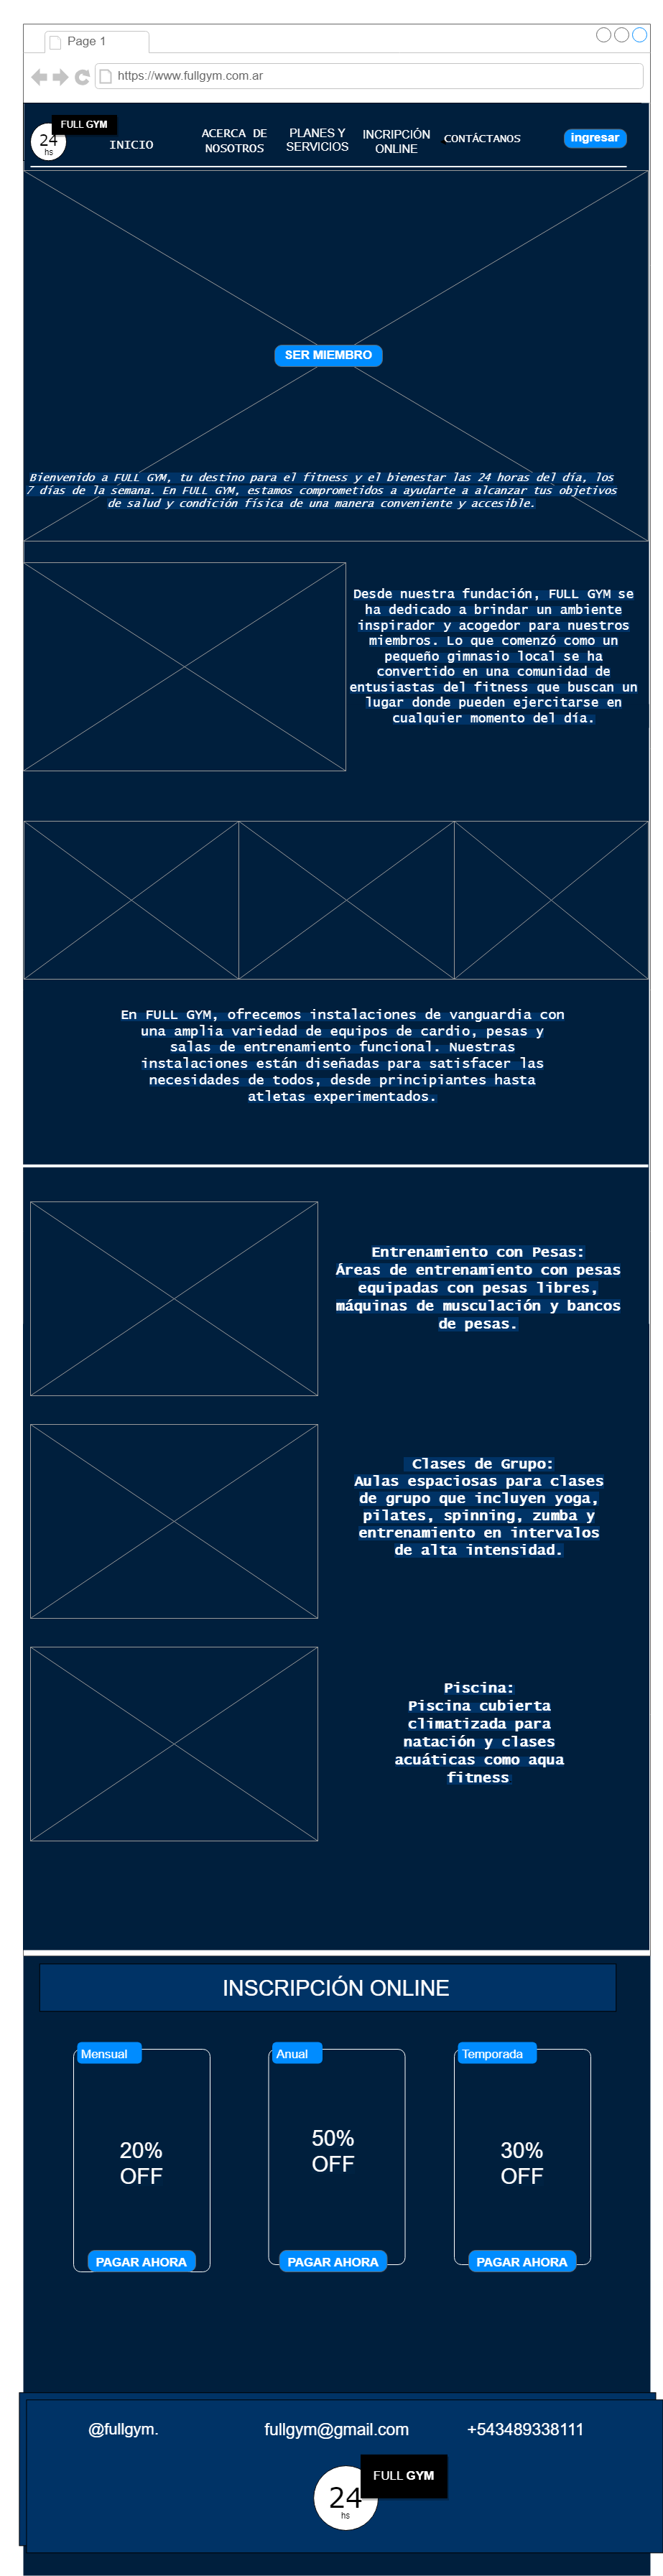 Page 1
https://www.fullgym.com.ar
FULL GYM
24
hs
INICIO
ACERCA DE
NOSOTROS
PLANES Y
SERVICIOS
INCRIPCIÓN
ONLINE
CONTÁCTANOS
ingresar
SER MIEMBRO
Bienvenido a FULL GYM, tu destino para el fitness y el bienestar las 24 horas del día, los
7 días de la semana. En FULL GYM, estamos comprometidos a ayudarte a alcanzar tus objetivos
de salud y condición física de una manera conveniente y accesible.
Desde nuestra fundación, FULL GYM se
ha dedicado a brindar un ambiente
inspirador y acogedor para nuestros
miembros. Lo que comenzó como un
pequeño gimnasio local se ha
convertido en una comunidad de
entusiastas del fitness que buscan un
lugar donde pueden ejercitarse en
cualquier momento del día.
En FULL GYM, ofrecemos instalaciones de vanguardia con
una amplia variedad de equipos de cardio, pesas y
salas de entrenamiento funcional. Nuestras
instalaciones están diseñadas para satisfacer las
necesidades de todos, desde principiantes hasta
atletas experimentados.
Entrenamiento con Pesas:
Áreas de entrenamiento con pesas
equipadas con pesas libres,
máquinas de musculación y bancos
de pesas.
Clases de Grupo:
Aulas espaciosas para clases
de grupo que incluyen yoga,
pilates, spinning, zumba y
entrenamiento en intervalos
de alta intensidad.
Piscina:
Piscina cubierta
climatizada para
natación y clases
acuáticas como aqua
fitness
INSCRIPCIÓN ONLINE
Mensual
20%
OFF
PAGAR AHORA
Anual
50%
OFF
PAGAR AHORA
Temporada
30%
OFF
PAGAR AHORA
@fullgym.
fullgym@gmail.com
+543489338111
FULL GYM
24
hs